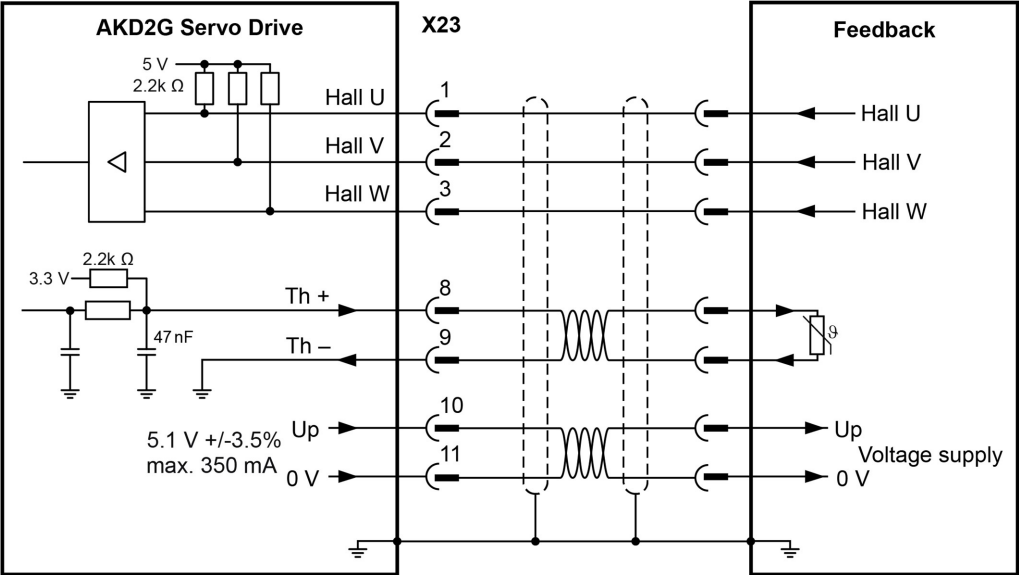 AKD2G Servo Drive
X23
Feedback
5 V
2.2k Ω
Hall U
1
Hall U
Hall V
2
Hall V
Hall W
3
Hall W
2.2k Ω
3.3 V
Th +
8
47 nF
Th –
9
ϑ
10
Up
Up
5.1 V +/-3.5%
max. 350 mA
11
Voltage supply
0 V
0 V